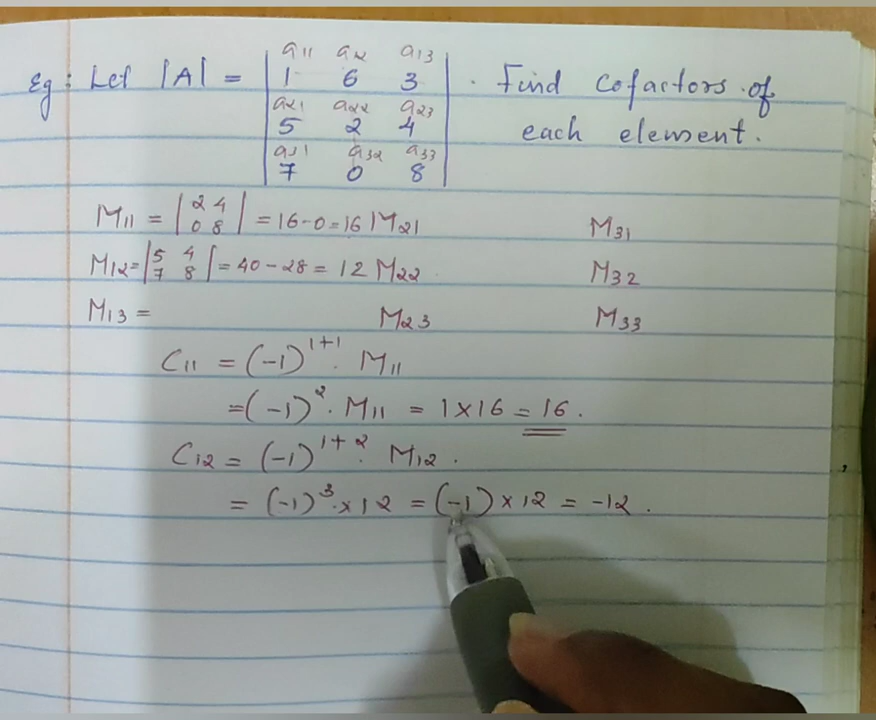 a11 a12 a13
Eg: Let |A| = | 1 6 3 | . Find cofactors of
a21 a22 a23
5 2 4 each element.
a31 a32 a33
7 0 8
M11 = | 2 4 0 8 | = 16-0=16 M21 M31
M12= | 5 4 7 8 | = 40-28 = 12 M22 M32
M13 = M23 M33
C11 = (-1)^1+1 . M11
=(-1)^2 . M11 = 1×16 = 16.
C12 = (-1)^1+2 . M12.
= (-1)^3 .×12 = (-1)×12 = -12.